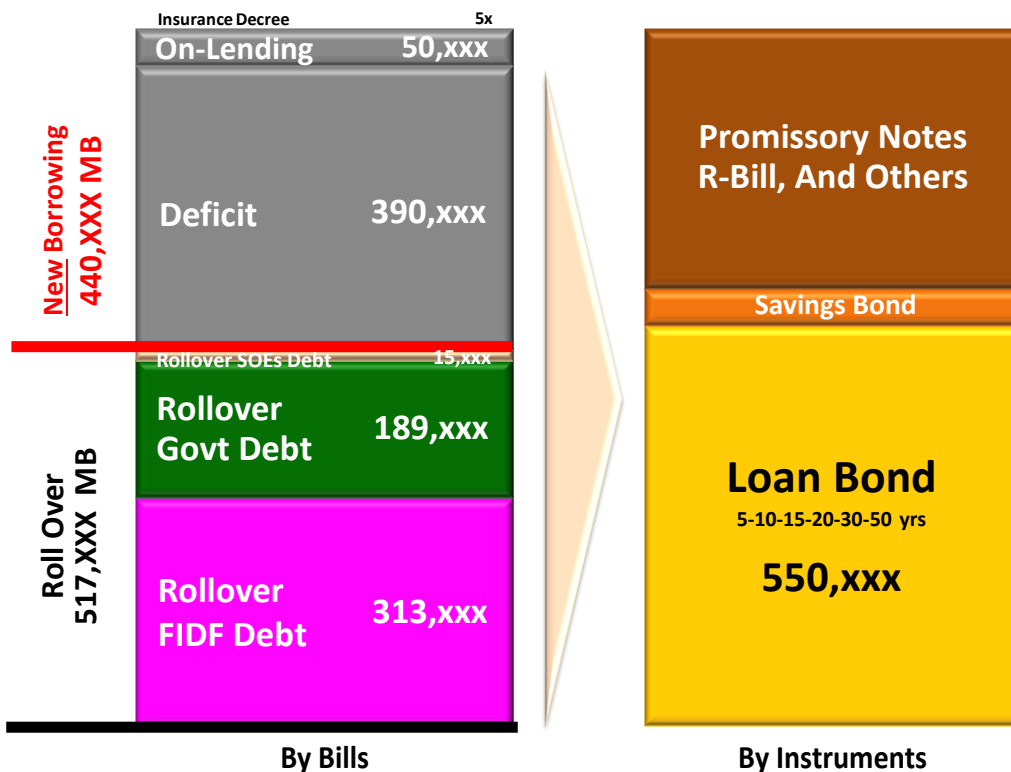 Insurance Decree 5x
On-Lending 50,xxx
Deficit 390,xxx
New Borrowing
440,XXX MB
Rollover SOEs Debt 15,xxx
Rollover
Govt Debt 189,xxx
Roll Over
517,XXX MB
Rollover
FIDF Debt 313,xxx
By Bills
Promissory Notes
R-Bill, And Others
Savings Bond
Loan Bond
5-10-15-20-30-50 yrs
550,xxx
By Instruments